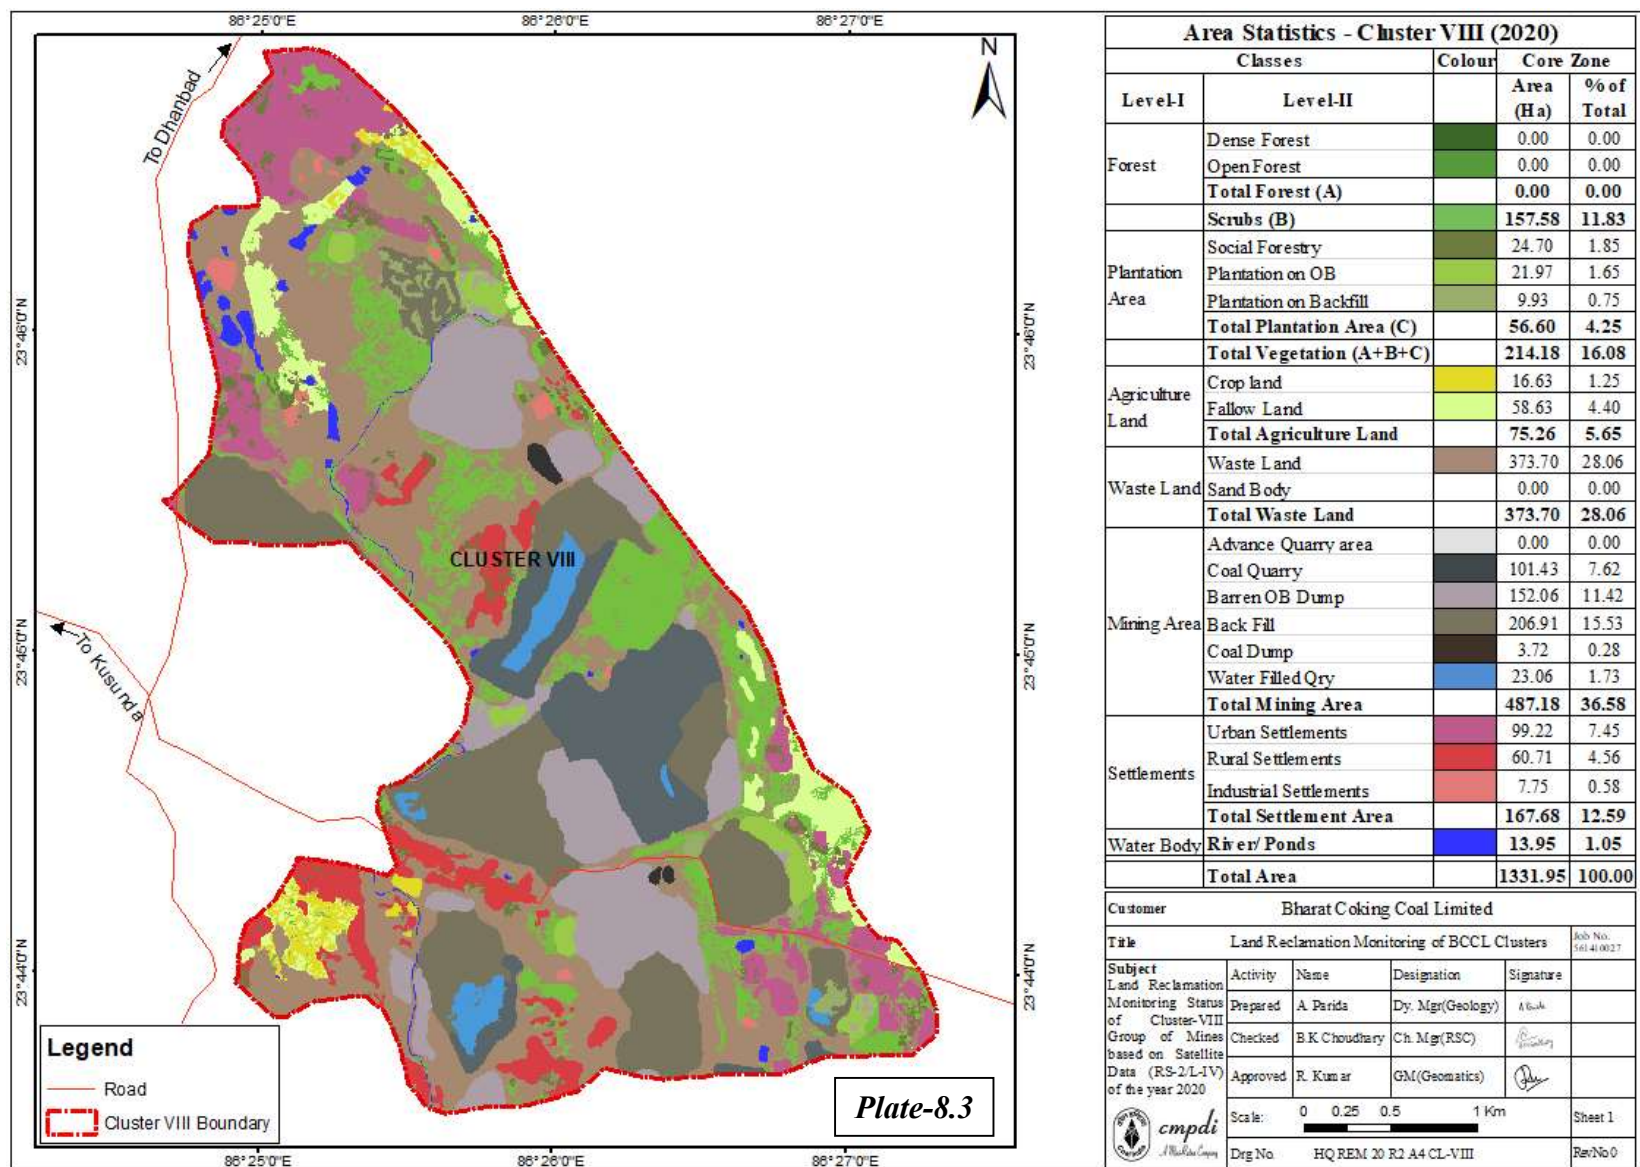 86°25'0"E 86°26'0"E 86°27'0"E
N
To Dhanbad
23°46'0"N 23°46'0"N
CLUSTER VIII
23°45'0"N 23°45'0"N
To Kusunda
23°44'0"N 23°44'0"N
Legend
Road
Cluster VIII Boundary
Plate-8.3
86°25'0"E 86°26'0"E 86°27'0"E
Area Statistics - Cluster VIII (2020)
Classes Colour Core Zone
Level-I Level-II Area (Ha) % of Total
Forest
Dense Forest 0.00 0.00
Open Forest 0.00 0.00
Total Forest (A) 0.00 0.00
Scrubs (B) 157.58 11.83
Plantation Area
Social Forestry 24.70 1.85
Plantation on OB 21.97 1.65
Plantation on Backfill 9.93 0.75
Total Plantation Area (C) 56.60 4.25
Total Vegetation (A+B+C) 214.18 16.08
Agriculture Land
Crop land 16.63 1.25
Fallow Land 58.63 4.40
Total Agriculture Land 75.26 5.65
Waste Land
Waste Land 373.70 28.06
Sand Body 0.00 0.00
Total Waste Land 373.70 28.06
Mining Area
Advance Quarry area 0.00 0.00
Coal Quarry 101.43 7.62
Barren OB Dump 152.06 11.42
Back Fill 206.91 15.53
Coal Dump 3.72 0.28
Water Filled Qry 23.06 1.73
Total Mining Area 487.18 36.58
Settlements
Urban Settlements 99.22 7.45
Rural Settlements 60.71 4.56
Industrial Settlements 7.75 0.58
Total Settlement Area 167.68 12.59
Water Body River/ Ponds 13.95 1.05
Total Area 1331.95 100.00
Customer Bharat Coking Coal Limited
Title Land Reclamation Monitoring of BCCL Clusters Job No. 561410027
Subject
Land Reclamation
Monitoring Status
of Cluster-VIII
Group of Mines
based on Satellite
Data (RS-2/L-IV)
of the year 2020
Activity Name Designation Signature
Prepared A. Parida Dy. Mgr(Geology)
Checked B.K Choudhary Ch. Mgr(RSC)
Approved R. Kumar GM(Geomatics)
cmpdi
Scale: 0 0.25 0.5 1 Km Sheet 1
Drg No. HQ REM 20 R2 A4 CL-VIII RevNo 0